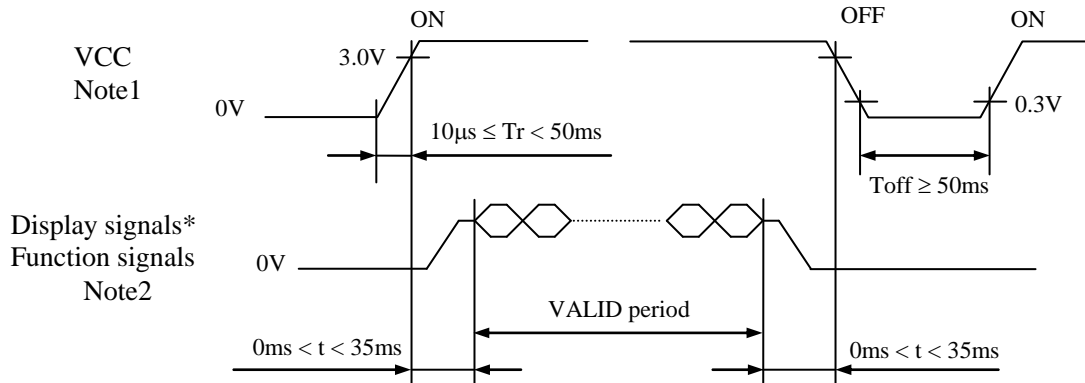 ON
OFF
ON
VCC
Note1
3.0V
0V
0.3V
10μs ≤ Tr < 50ms
Toff ≥ 50ms
Display signals*
Function signals
Note2
0V
VALID period
0ms < t < 35ms
0ms < t < 35ms